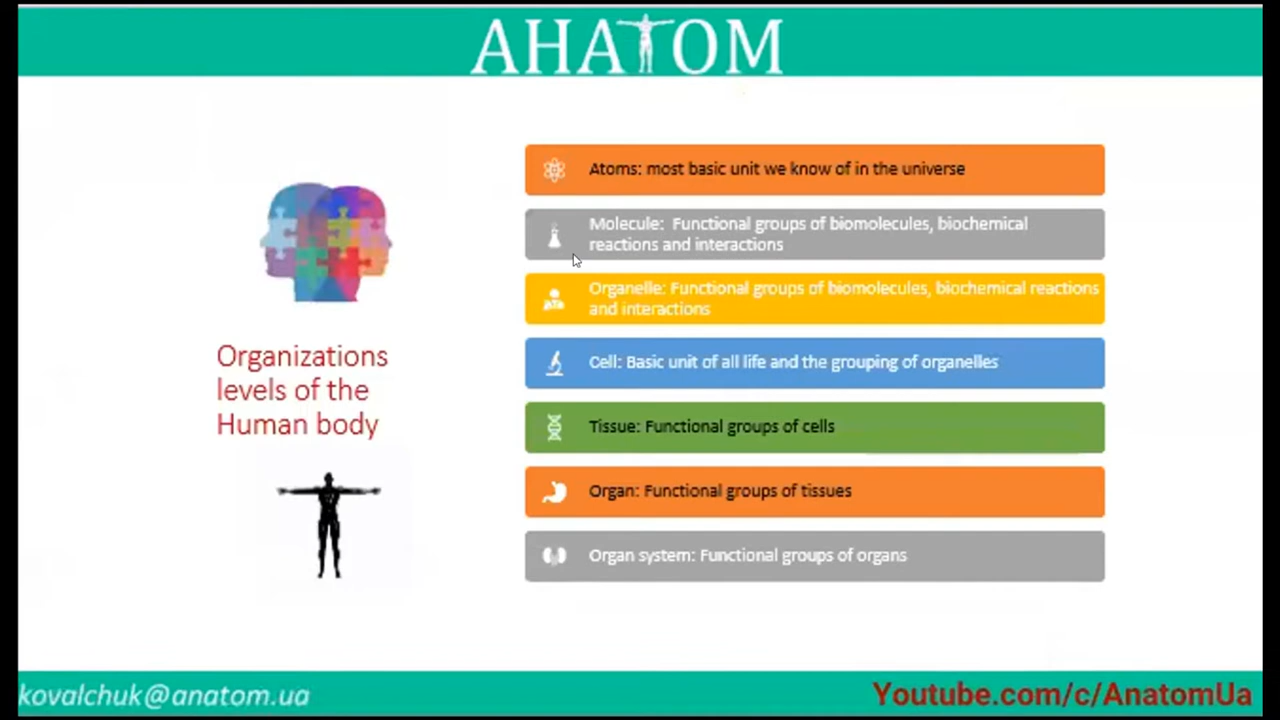 AHATOM
Atoms: most basic unit we know of in the universe
Molecule: Functional groups of biomolecules, biochemical
reactions and interactions
Organelle: Functional groups of biomolecules, biochemical reactions
and interactions
Cell: Basic unit of all life and the grouping of organelles
Tissue: Functional groups of cells
Organ: Functional groups of tissues
Organ system: Functional groups of organs
Organizations
levels of the
Human body
kovalchuk@anatom.ua
Youtube.com/c/AnatomUa